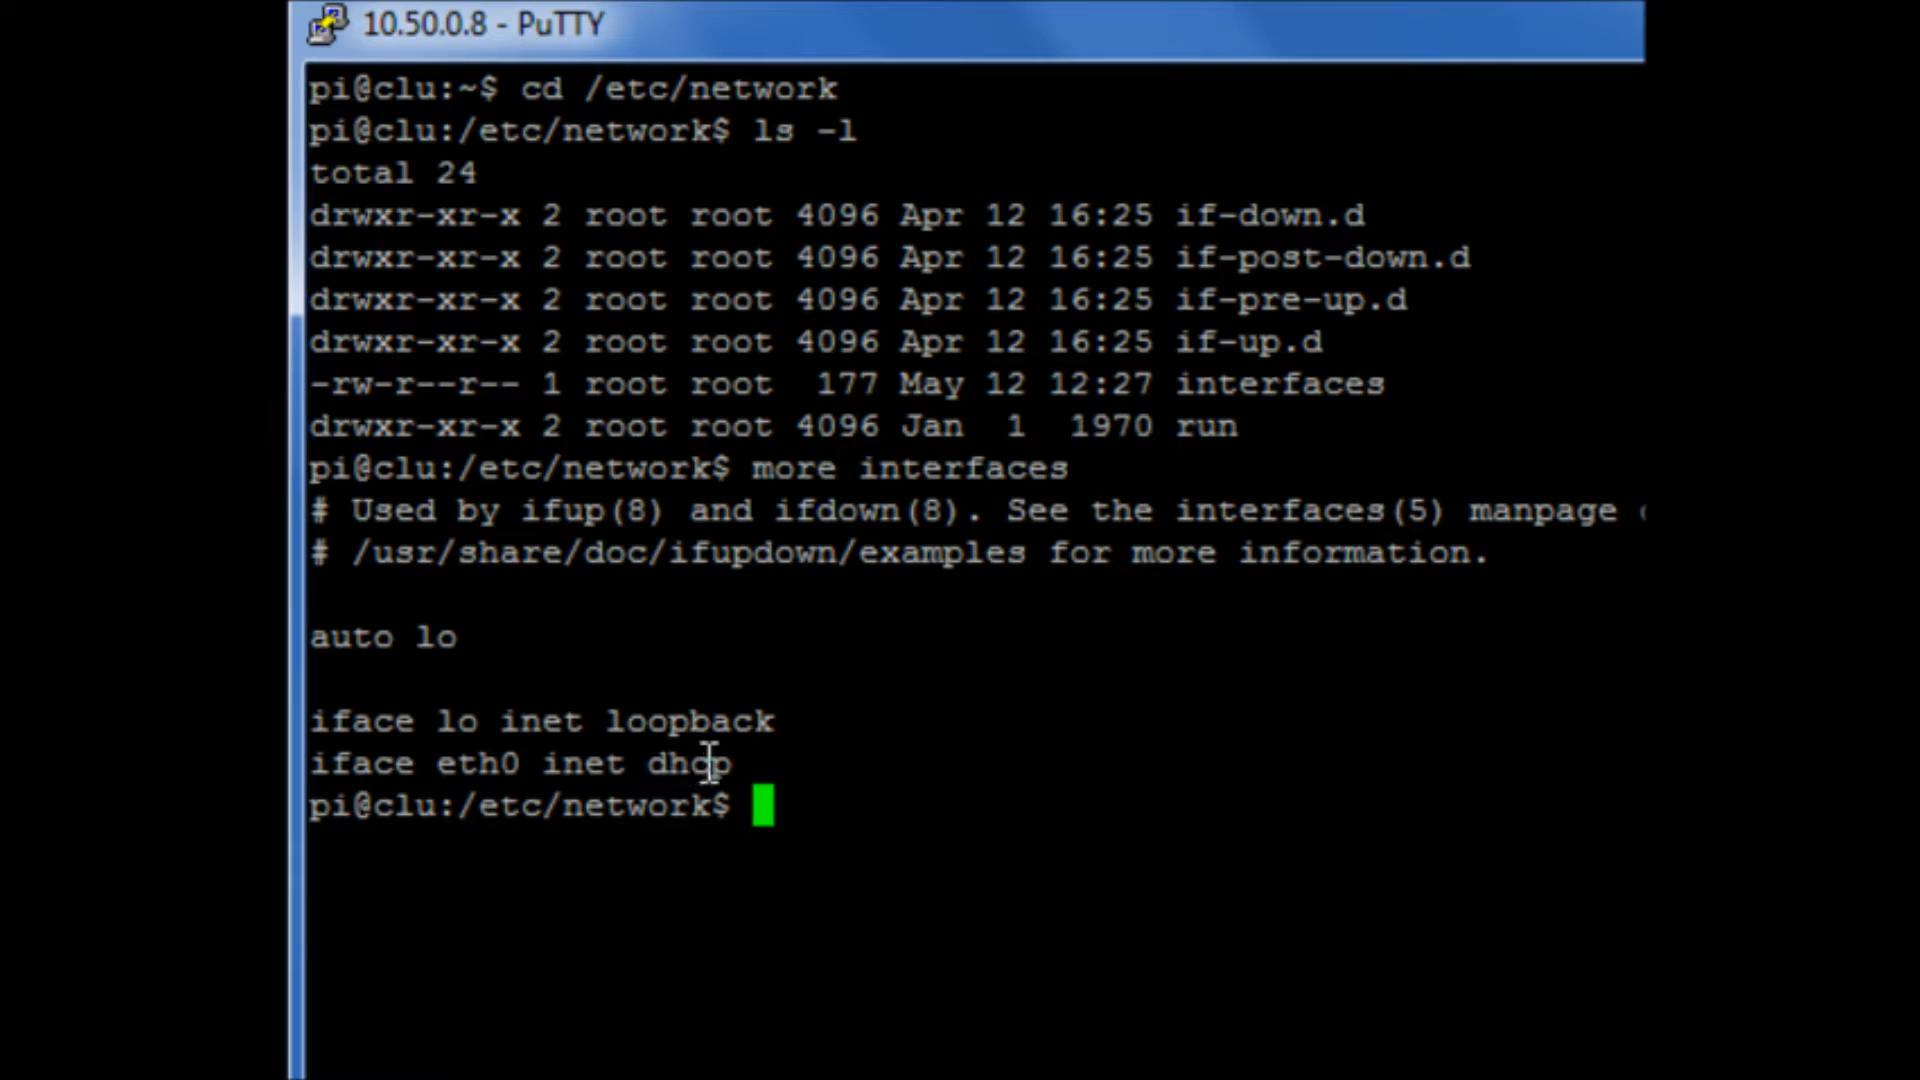 10.50.0.8 - PuTTY
pi@clu:~$ cd /etc/network
pi@clu:/etc/network$ ls -l
total 24
drwxr-xr-x 2 root root 4096 Apr 12 16:25 if-down.d
drwxr-xr-x 2 root root 4096 Apr 12 16:25 if-post-down.d
drwxr-xr-x 2 root root 4096 Apr 12 16:25 if-pre-up.d
drwxr-xr-x 2 root root 4096 Apr 12 16:25 if-up.d
-rw-r--r-- 1 root root  177 May 12 12:27 interfaces
drwxr-xr-x 2 root root 4096 Jan  1  1970 run
pi@clu:/etc/network$ more interfaces
# Used by ifup(8) and ifdown(8). See the interfaces(5) manpage
# /usr/share/doc/ifupdown/examples for more information.
auto lo
iface lo inet loopback
iface eth0 inet dhcp
pi@clu:/etc/network$